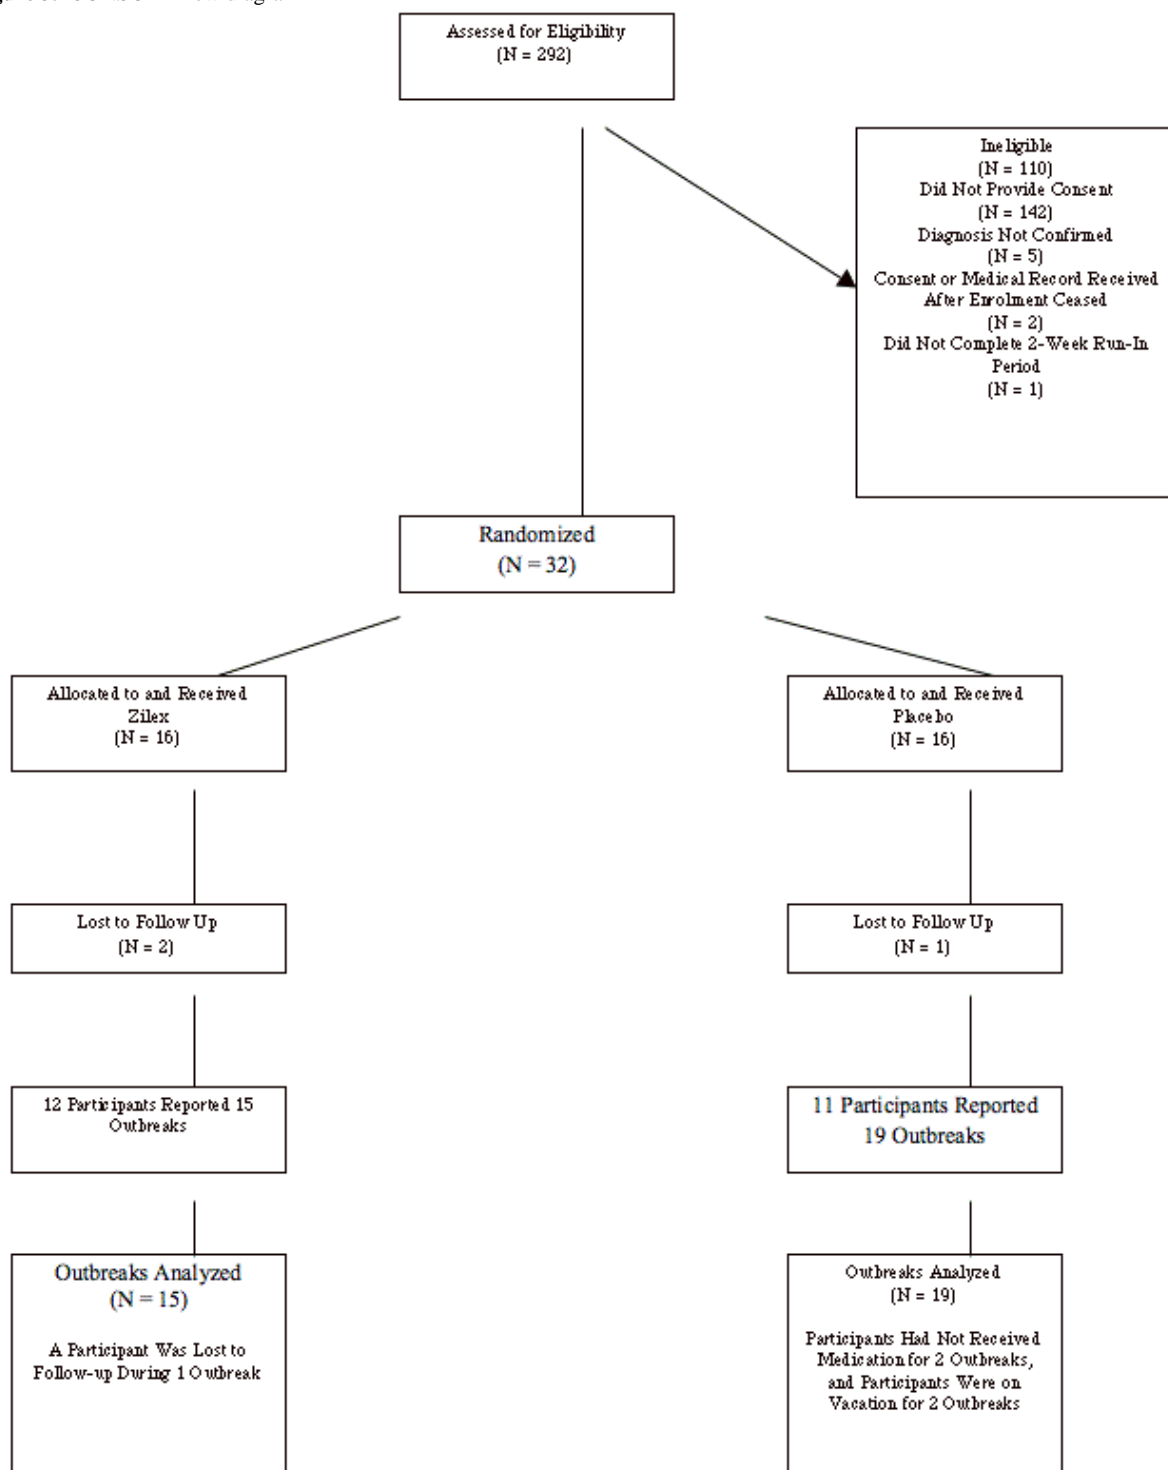 Assessed for Eligibility
(N = 292)
Ineligible
(N = 110)
Did Not Provide Consent
(N = 142)
Diagnosis Not Confirmed
(N = 5)
Consent or Medical Record Received
After Enrolment Ceased
(N = 2)
Did Not Complete 2-Week Run-In
Period
(N = 1)
Randomized
(N = 32)
Allocated to and Received
Zilex
(N = 16)
Allocated to and Received
Placebo
(N = 16)
Lost to Follow Up
(N = 2)
Lost to Follow Up
(N = 1)
12 Participants Reported 15
Outbreaks
11 Participants Reported
19 Outbreaks
Outbreaks Analyzed
(N = 15)
A Participant Was Lost to
Follow-up During 1 Outbreak
Outbreaks Analyzed
(N = 19)
Participants Had Not Received
Medication for 2 Outbreaks,
and Participants Were on
Vacation for 2 Outbreaks